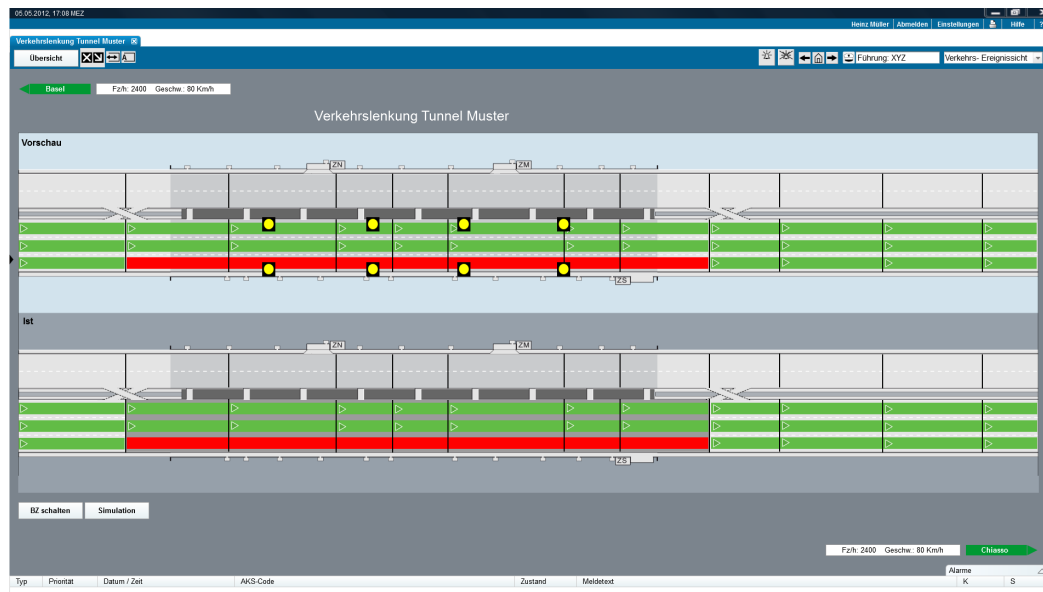 05.05.2012, 17:08 MEZ
Heinz Müller Abmelden Einstellungen Hilfe ?
Verkehrslenkung Tunnel Muster
Übersicht A Führung: XYZ Verkehrs- Ereignissicht
Basel Fz/h: 2400 Geschw.: 80 Km/h
Verkehrslenkung Tunnel Muster
Vorschau
ZN ZM
ZS
Ist
ZN ZM
ZS
BZ schalten Simulation
Fz/h: 2400 Geschw.: 80 Km/h Chiasso
Alarme
Typ Priorität Datum / Zeit AKS-Code Zustand Meldetext K S